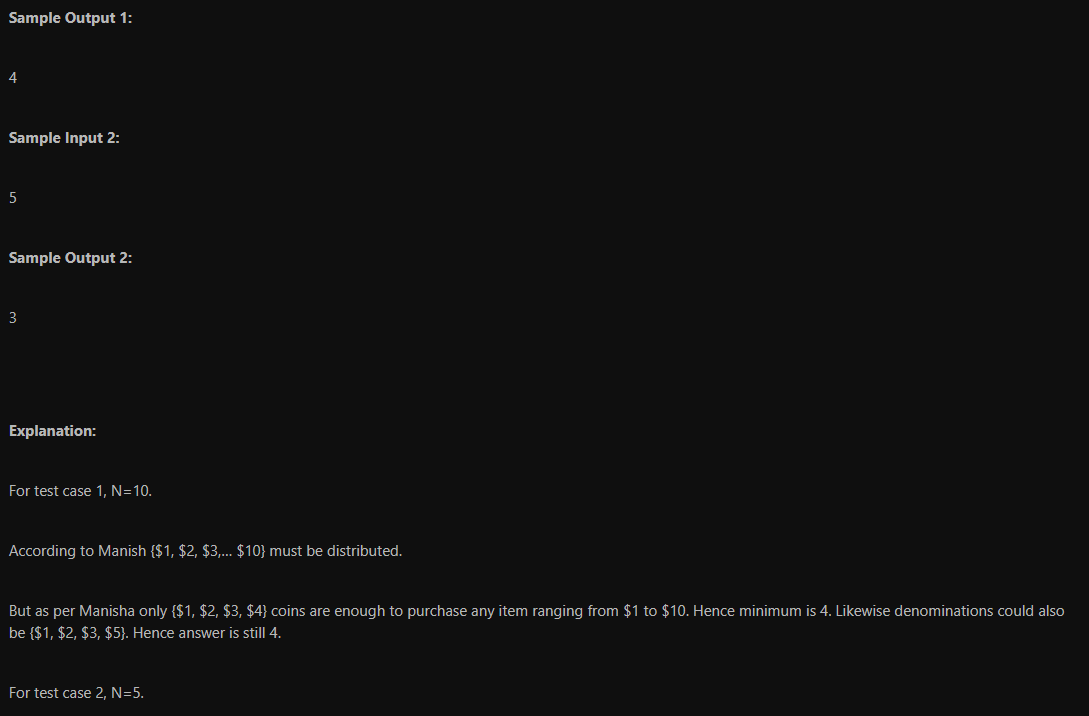 Sample Output 1:
4
Sample Input 2:
5
Sample Output 2:
3
Explanation:
For test case 1, N=10.
According to Manish {$1, $2, $3,... $10} must be distributed.
But as per Manisha only {$1, $2, $3, $4} coins are enough to purchase any item ranging from $1 to $10. Hence minimum is 4. Likewise denominations could also
be {$1, $2, $3, $5}. Hence answer is still 4.
For test case 2, N=5.